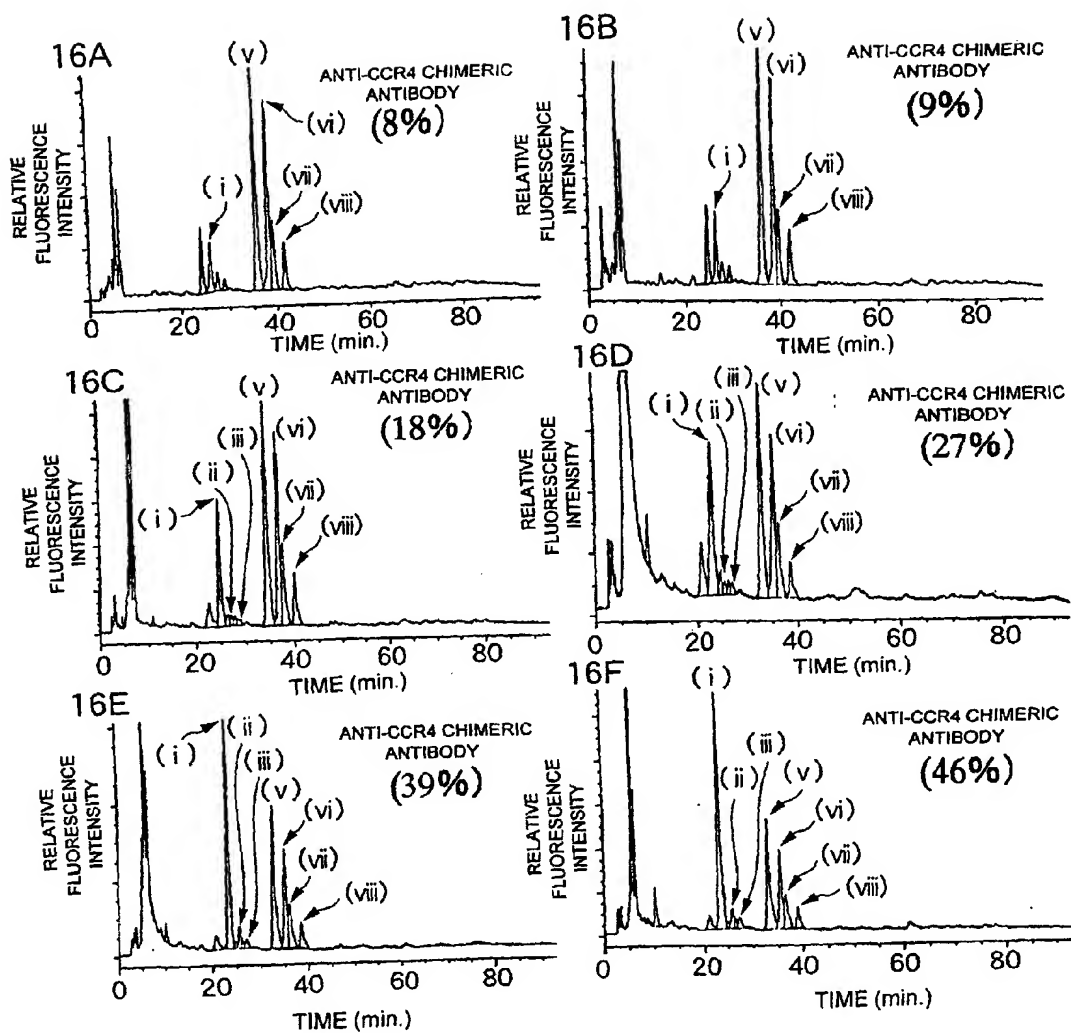 16A
(v)
ANTI-CCR4 CHIMERIC
ANTIBODY
(8%)
(vi)
(i)
(vii)
(viii)
RELATIVE
FLUORESCENCE
INTENSITY
0 20 40 60 80
TIME (min.)
16B
(v)
(vi)
ANTI-CCR4 CHIMERIC
ANTIBODY
(9%)
(i)
(vii)
(viii)
RELATIVE
FLUORESCENCE
INTENSITY
0 20 40 60 80
TIME (min.)
16C
(v)
ANTI-CCR4 CHIMERIC
ANTIBODY
(18%)
(iii)
(vi)
(ii)
(i)
(vii)
(viii)
RELATIVE
FLUORESCENCE
INTENSITY
0 20 40 60 80
TIME (min.)
16D
(iii)
(v)
ANTI-CCR4 CHIMERIC
ANTIBODY
(27%)
(i)
(ii)
(vi)
(vii)
(viii)
RELATIVE
FLUORESCENCE
INTENSITY
0 20 40 60 80
TIME (min.)
16E
(ii)
ANTI-CCR4 CHIMERIC
ANTIBODY
(39%)
(i)
(iii)
(v)
(vi)
(vii)
(viii)
RELATIVE
FLUORESCENCE
INTENSITY
0 20 40 60 80
TIME (min.)
16F
(i)
ANTI-CCR4 CHIMERIC
ANTIBODY
(46%)
(iii)
(ii)
(v)
(vi)
(vii)
(viii)
RELATIVE
FLUORESCENCE
INTENSITY
0 20 40 60 80
TIME (min.)